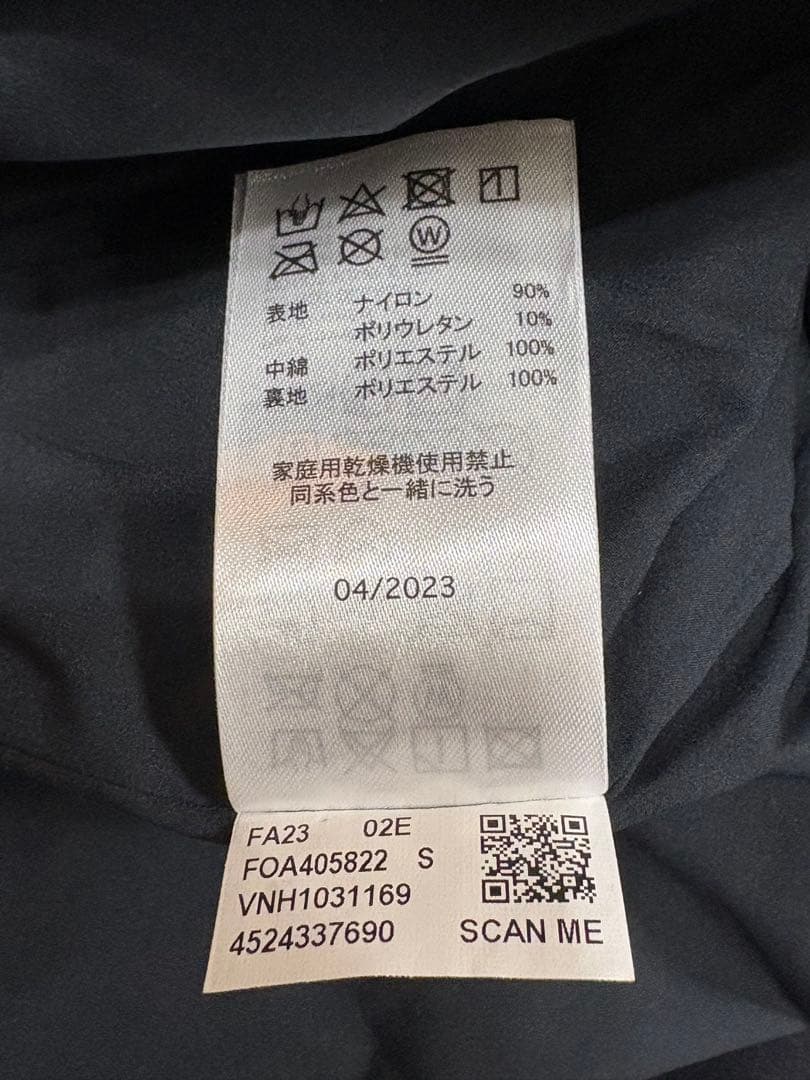 W
表地 ナイロン 90%
ポリウレタン 10%
中綿 ポリエステル 100%
裏地 ポリエステル 100%
家庭用乾燥機使用禁止
同系色と一緒に洗う
04/2023
FA23 02E
FOA405822 S
VNH1031169
4524337690 SCAN ME